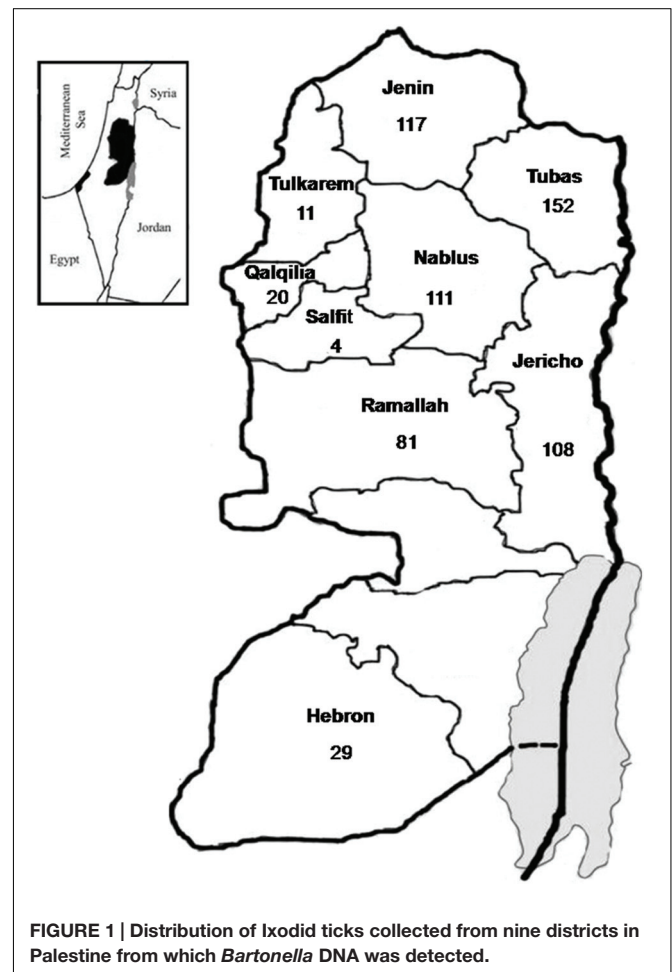 Mediterranean
Sea
Syria
Jordan
Egypt
Jenin
117
Tulkarem
11
Tubas
152
Qalqilia
20
Nablus
111
Salfit
4
Jericho
108
Ramallah
81
Hebron
29
FIGURE 1 | Distribution of Ixodid ticks collected from nine districts in
Palestine from which Bartonella DNA was detected.